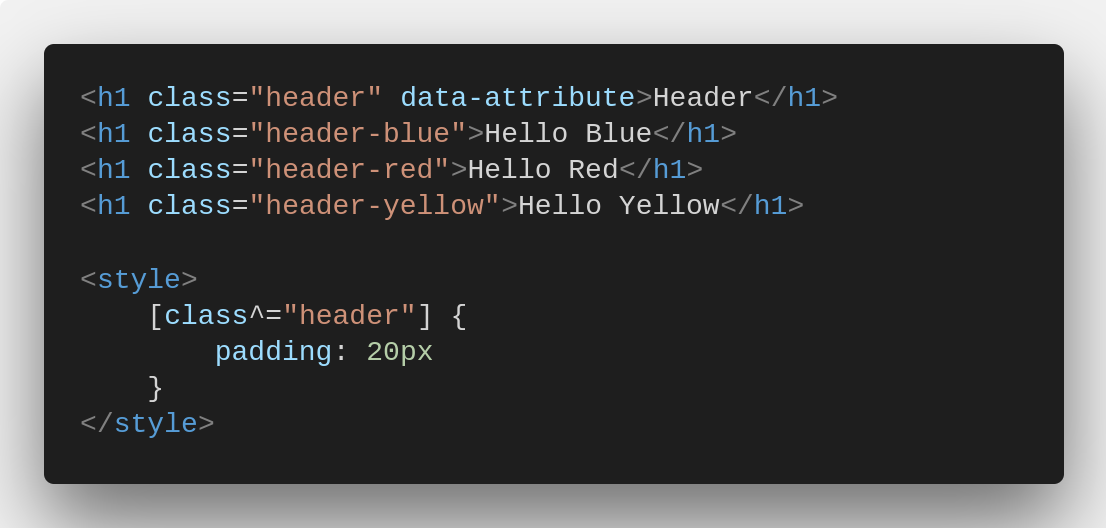 <h1 class="header" data-attribute>Header</h1>
<h1 class="header-blue">Hello Blue</h1>
<h1 class="header-red">Hello Red</h1>
<h1 class="header-yellow">Hello Yellow</h1>

<style>
    [class^="header"] {
        padding: 20px
    }
</style>